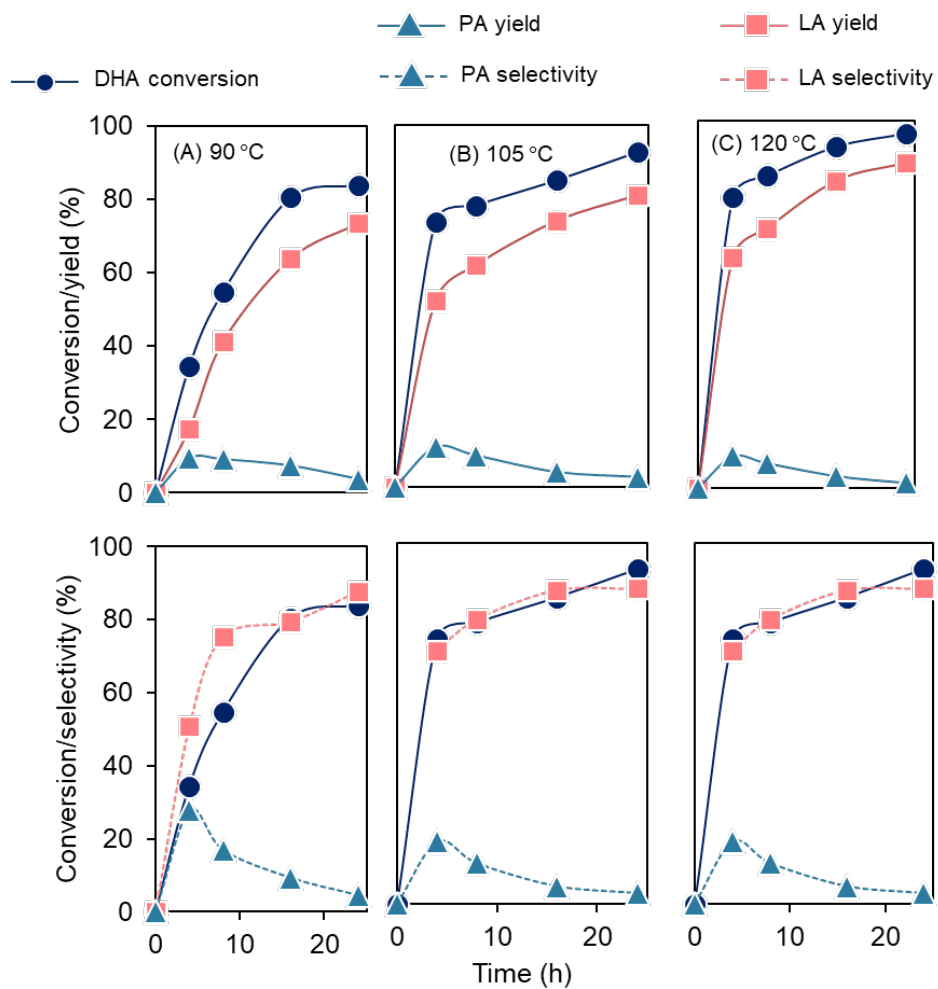 PA yield
LA yield
DHA conversion
PA selectivity
LA selectivity
(A) 90 °C
(B) 105 °C
(C) 120 °C
100
80
60
40
20
0
Conversion/yield (%)
100
80
60
40
20
0
Conversion/selectivity (%)
0 10 20
0 10 20
0 10 20
Time (h)